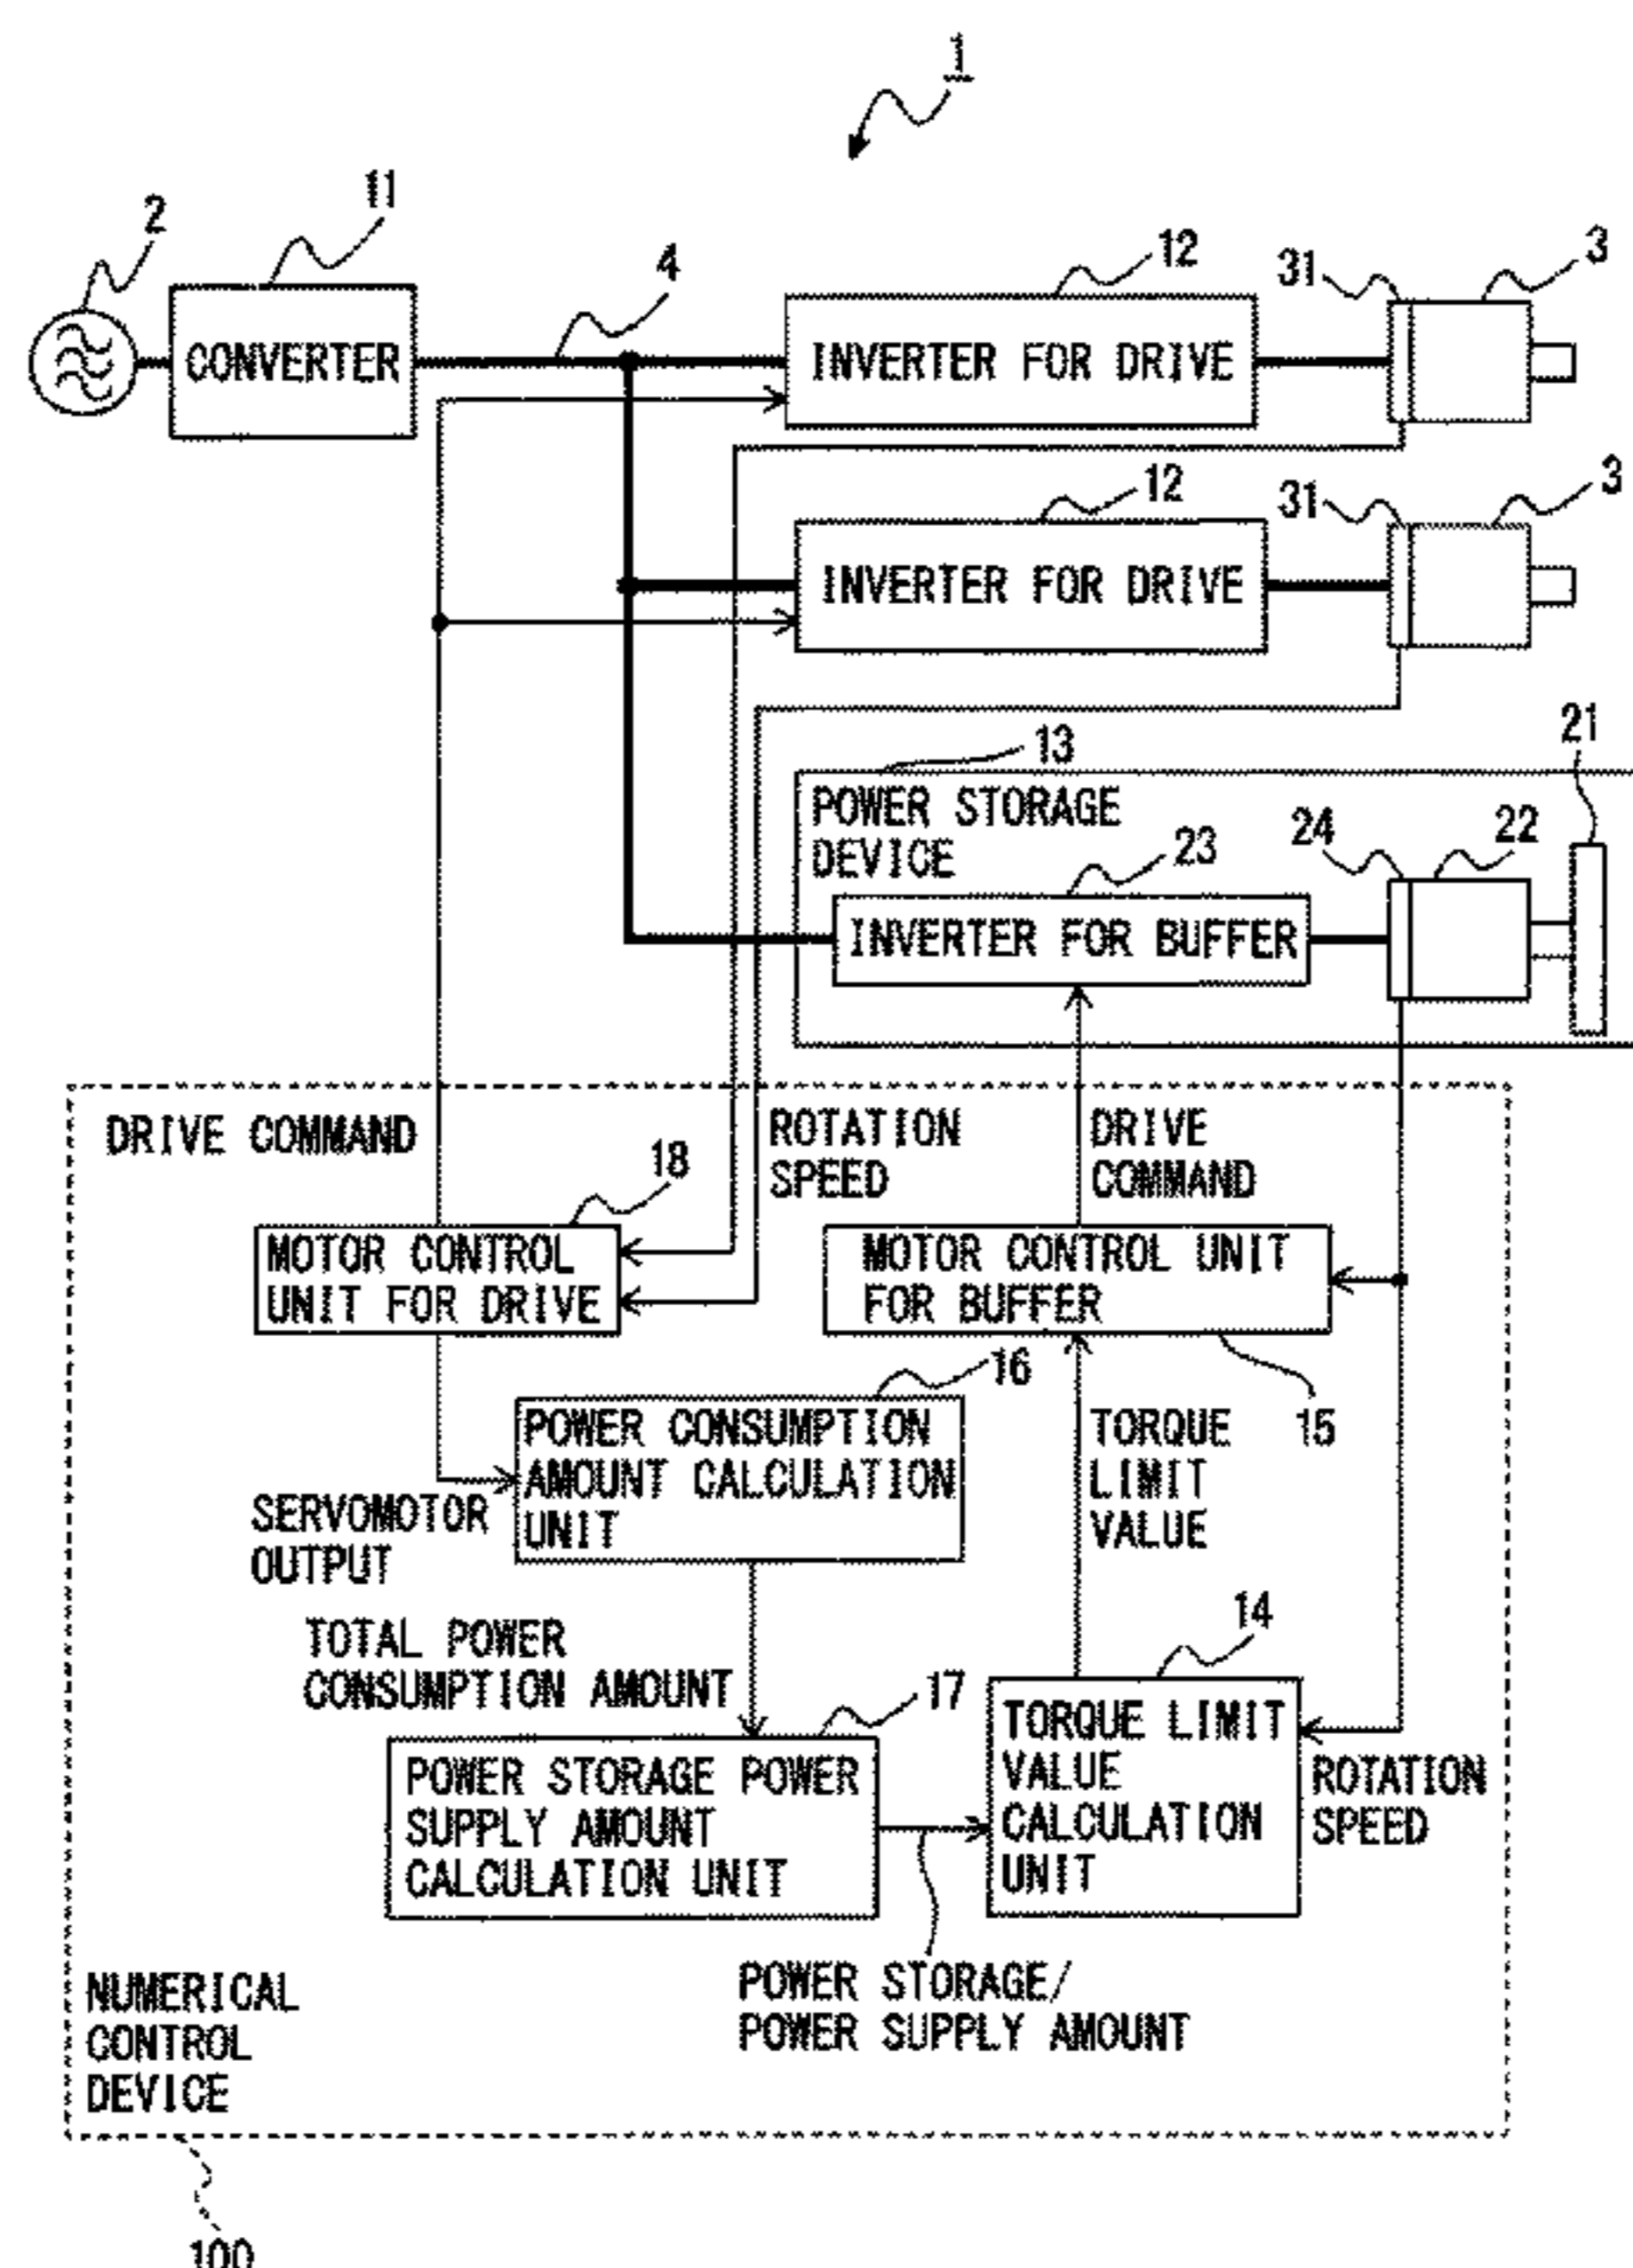 1
2
11
4
12
31
3
CONVERTER
INVERTER FOR DRIVE
12
31
3
INVERTER FOR DRIVE
13
21
POWER STORAGE
DEVICE
23
24
22
INVERTER FOR BUFFER
DRIVE COMMAND
ROTATION
SPEED
DRIVE
COMMAND
18
MOTOR CONTROL
UNIT FOR DRIVE
MOTOR CONTROL UNIT
FOR BUFFER
16
15
POWER CONSUMPTION
AMOUNT CALCULATION
UNIT
TORQUE
LIMIT
VALUE
SERVOMOTOR
OUTPUT
TOTAL POWER
CONSUMPTION AMOUNT
14
17
POWER STORAGE POWER
SUPPLY AMOUNT
CALCULATION UNIT
TORQUE LIMIT
VALUE
CALCULATION
UNIT
ROTATION
SPEED
POWER STORAGE/
POWER SUPPLY AMOUNT
NUMERICAL
CONTROL
DEVICE
100